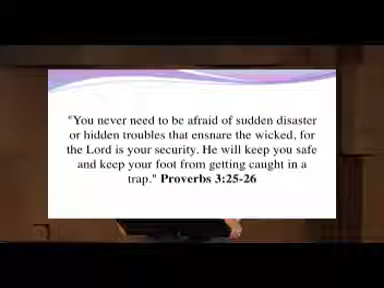 "You never need to be afraid of sudden disaster
or hidden troubles that ensnare the wicked, for
the Lord is your security. He will keep you safe
and keep your foot from getting caught in a
trap." Proverbs 3:25-26